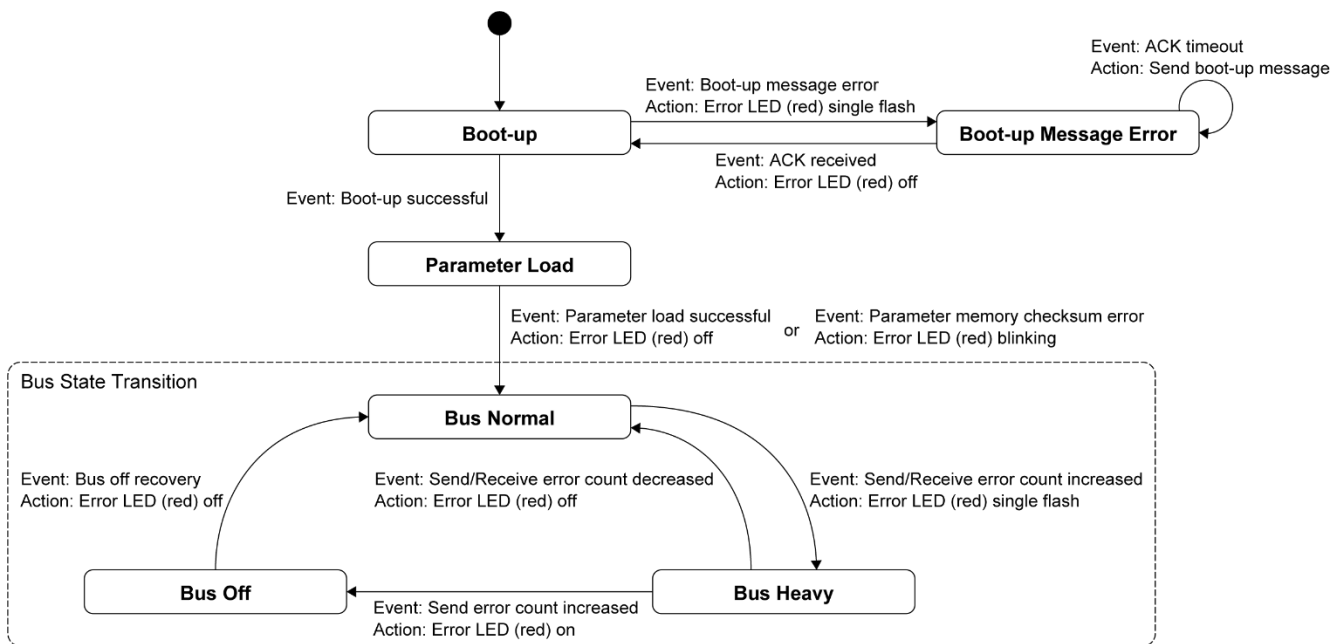 Event: ACK timeout
Action: Send boot-up message
Event: Boot-up message error
Action: Error LED (red) single flash
Boot-up
Boot-up Message Error
Event: ACK received
Action: Error LED (red) off
Event: Boot-up successful
Parameter Load
Event: Parameter load successful
Action: Error LED (red) off
or
Event: Parameter memory checksum error
Action: Error LED (red) blinking
Bus State Transition
Bus Normal
Event: Bus off recovery
Action: Error LED (red) off
Event: Send/Receive error count decreased
Action: Error LED (red) off
Event: Send/Receive error count increased
Action: Error LED (red) single flash
Bus Off
Bus Heavy
Event: Send error count increased
Action: Error LED (red) on